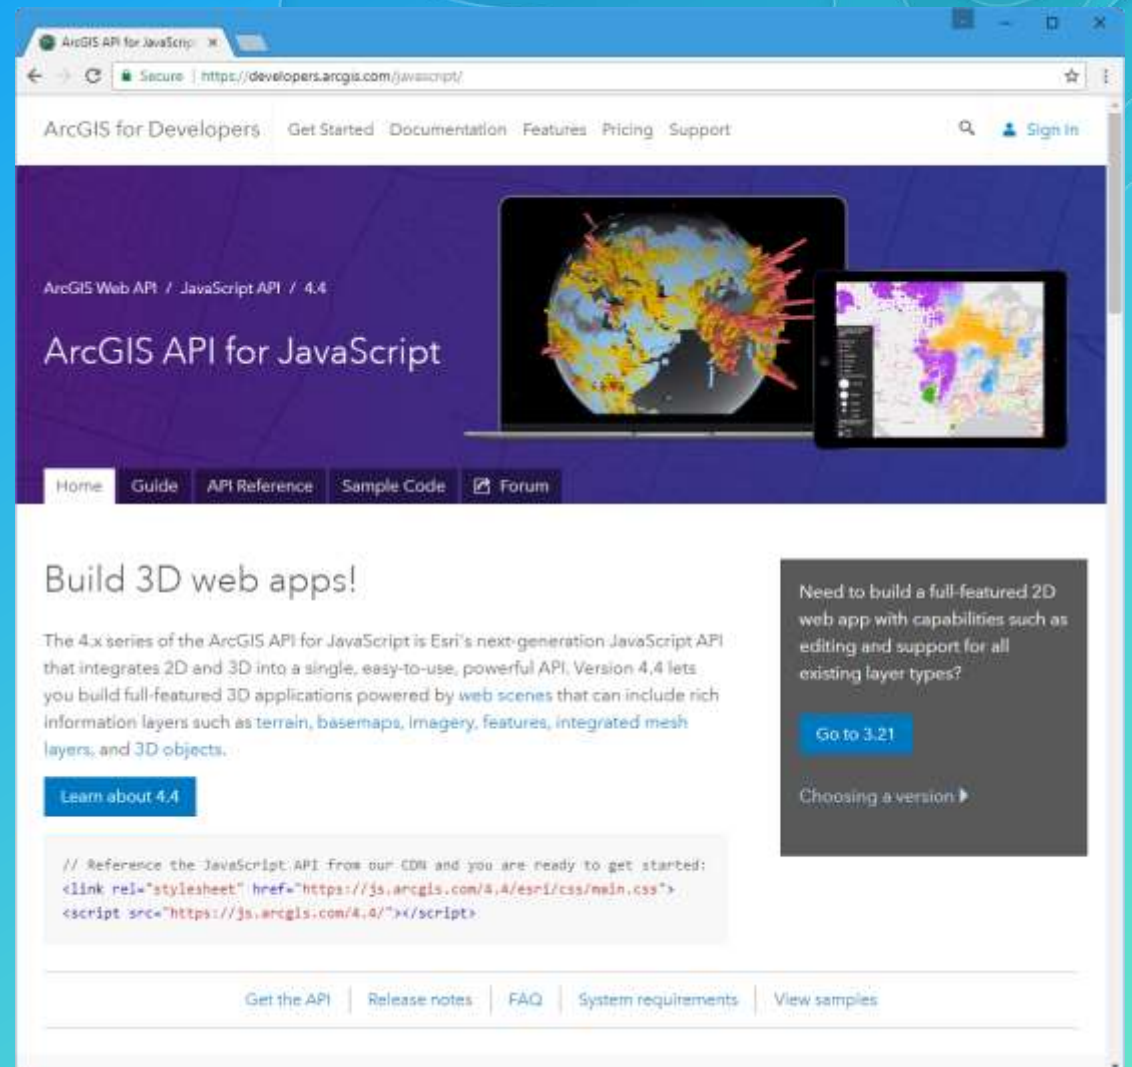 ArcGIS API for JavaScrip
Secure | https://developers.arcgis.com/javascript/
ArcGIS for Developers Get Started Documentation Features Pricing Support Sign In
ArcGIS Web API / JavaScript API / 4.4
ArcGIS API for JavaScript
Home Guide API Reference Sample Code Forum
Build 3D web apps!
The 4.x series of the ArcGIS API for JavaScript is Esri's next-generation JavaScript API
that integrates 2D and 3D into a single, easy-to-use, powerful API. Version 4.4 lets
you build full-featured 3D applications powered by web scenes that can include rich
information layers such as terrain, basemaps, imagery, features, integrated mesh
layers, and 3D objects.
Learn about 4.4
// Reference the JavaScript API from our CDN and you are ready to get started:
<link rel="stylesheet" href="https://js.arcgis.com/4.4/esri/css/main.css">
<script src="https://js.arcgis.com/4.4/"></script>
Need to build a full-featured 2D
web app with capabilities such as
editing and support for all
existing layer types?
Go to 3.21
Choosing a version
Get the API | Release notes | FAQ | System requirements | View samples